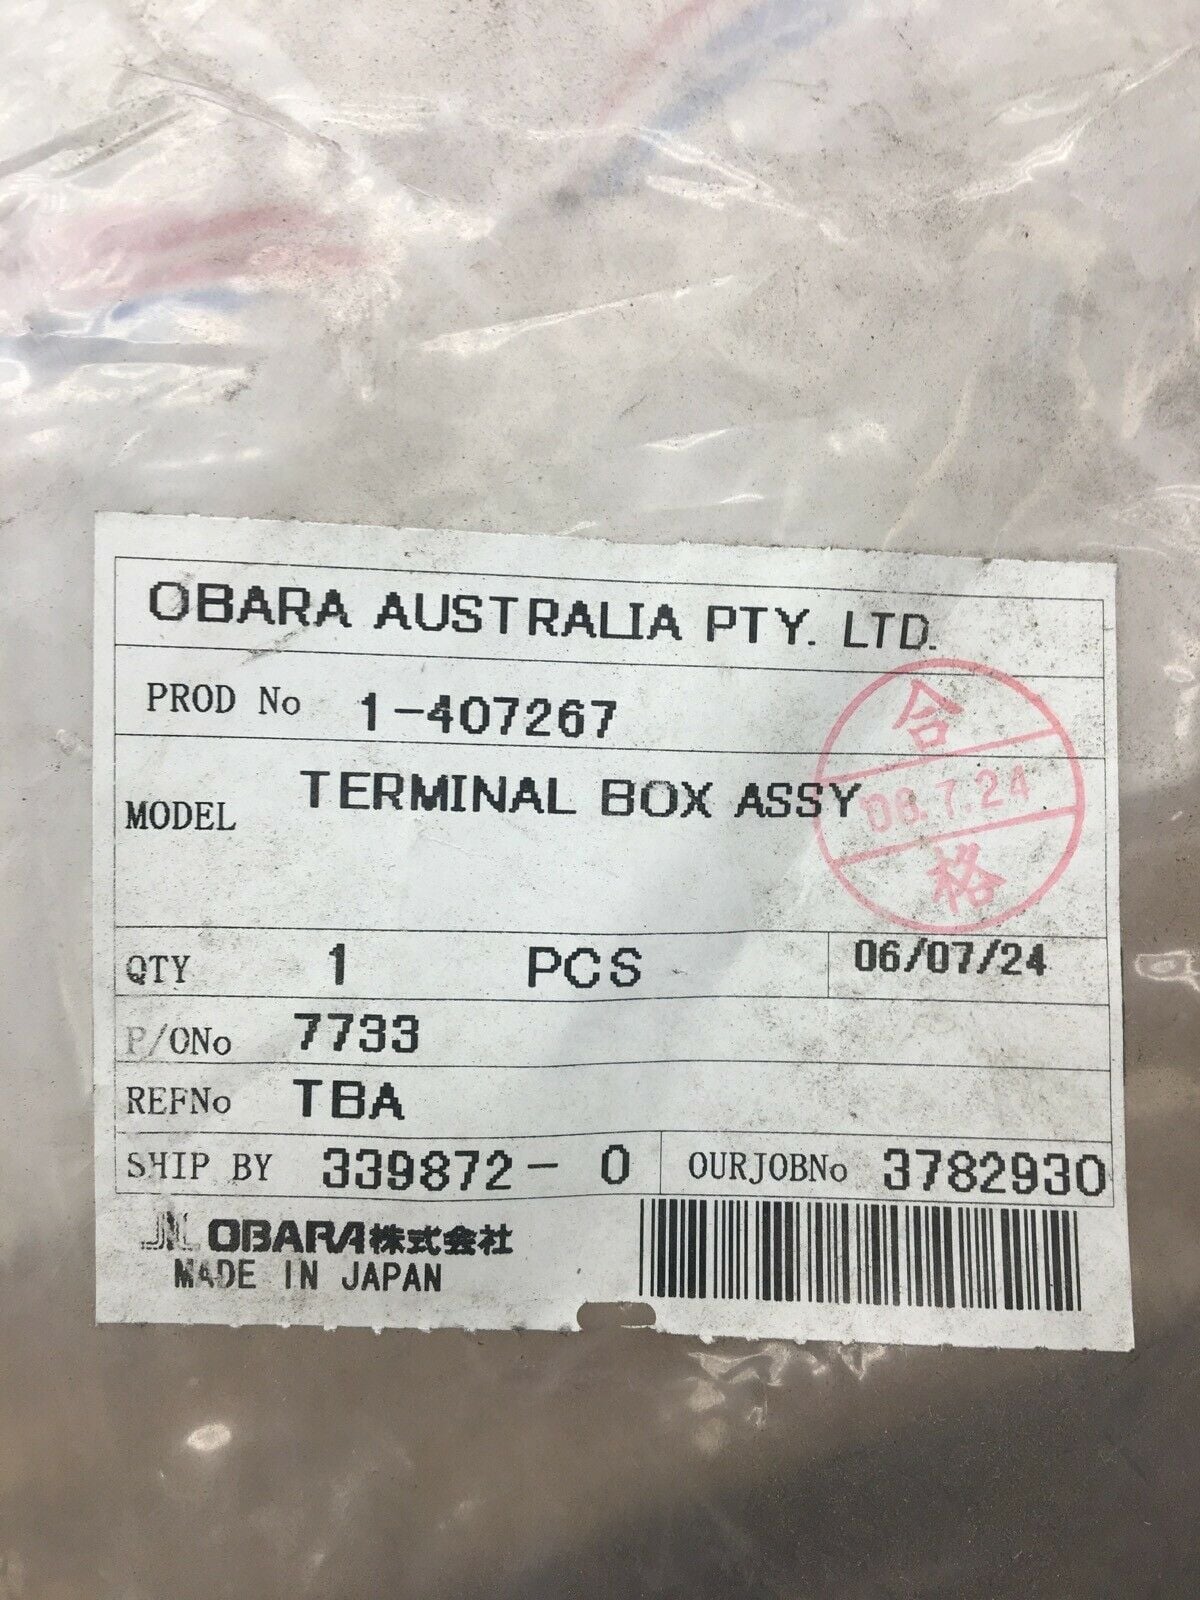 OBARA AUSTRALIA PTY. LTD.
PROD No 1-407267
MODEL TERMINAL BOX ASSY
合
'06.7.24
格
QTY 1 PCS 06/07/24
P/ONo 7733
REFNo TBA
SHIP BY 339872- 0 OURJOBNo 3782930
OBARA株式会社
MADE IN JAPAN